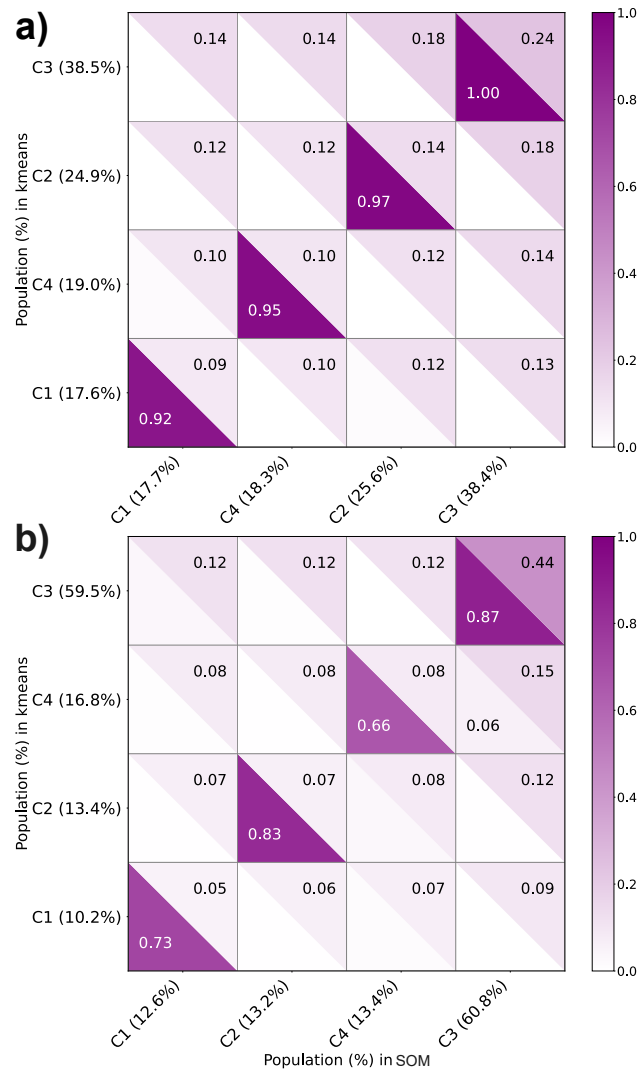 a)
Population (%) in kmeans
C3 (38.5%)
0.14 0.14 0.18 0.24
1.00
C2 (24.9%)
0.12 0.12 0.14 0.18
0.97
C4 (19.0%)
0.10 0.10 0.12 0.14
0.95
C1 (17.6%)
0.09 0.10 0.12 0.13
0.92
C1 (17.7%) C4 (18.3%) C2 (25.6%) C3 (38.4%)
1.0
0.8
0.6
0.4
0.2
0.0
b)
Population (%) in kmeans
C3 (59.5%)
0.12 0.12 0.12 0.44
0.87
C4 (16.8%)
0.08 0.08 0.08 0.15
0.66 0.06
C2 (13.4%)
0.07 0.07 0.08 0.12
0.83
C1 (10.2%)
0.05 0.06 0.07 0.09
0.73
C1 (12.6%) C2 (13.2%) C4 (13.4%) C3 (60.8%)
Population (%) in SOM
1.0
0.8
0.6
0.4
0.2
0.0